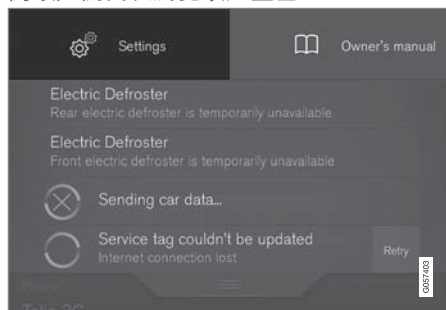 Settings
Owner's manual
Electric Defroster
Rear electric defroster is temporarily unavailable
Electric Defroster
Front electric defroster is temporarily unavailable
Sending car data...
Service tag couldn't be updated
Internet connection lost
Retry
Phone
G057403